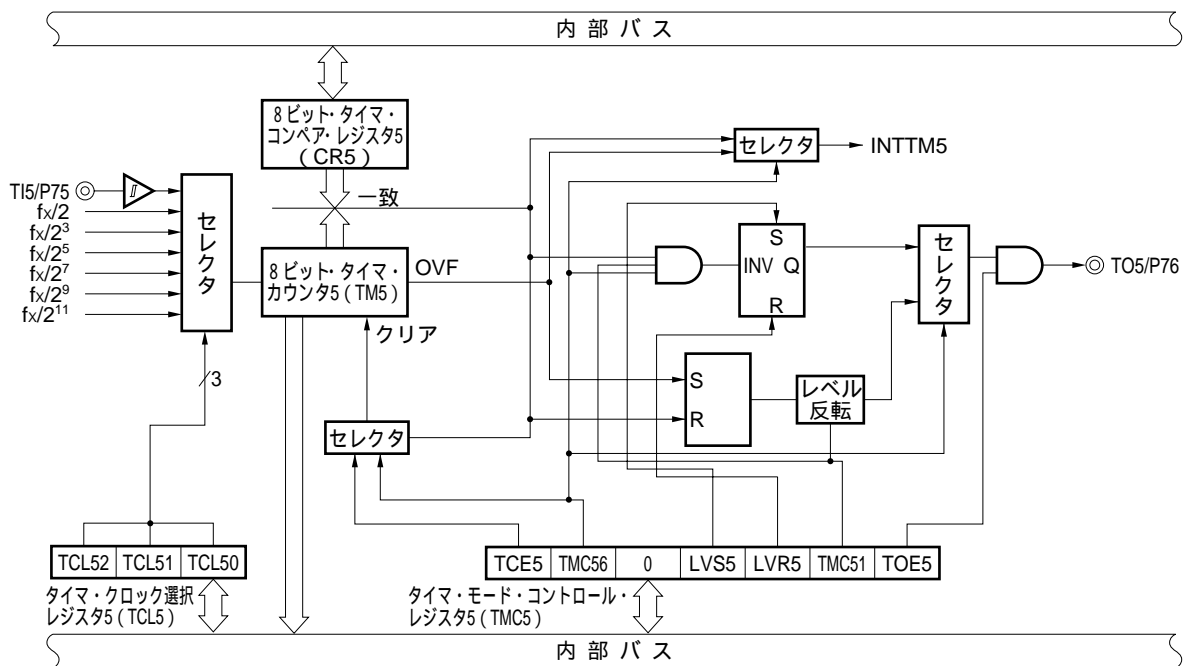 内部バス
8ビット・タイマ・
コンペア・レジスタ5
(CR5)
TI5/P75
fx/2
fx/2³
fx/2⁵
fx/2⁷
fx/2⁹
fx/2¹¹
セレクタ
一致
8ビット・タイマ・
カウンタ5(TM5)
OVF
クリア
セレクタ
INTTM5
S
INV Q
R
セレクタ
TO5/P76
S
R
レベル
反転
3
セレクタ
TCL52 TCL51 TCL50
タイマ・クロック選択
レジスタ5(TCL5)
TCE5 TMC56 0 LVS5 LVR5 TMC51 TOE5
タイマ・モード・コントロール・
レジスタ5(TMC5)
内部バス